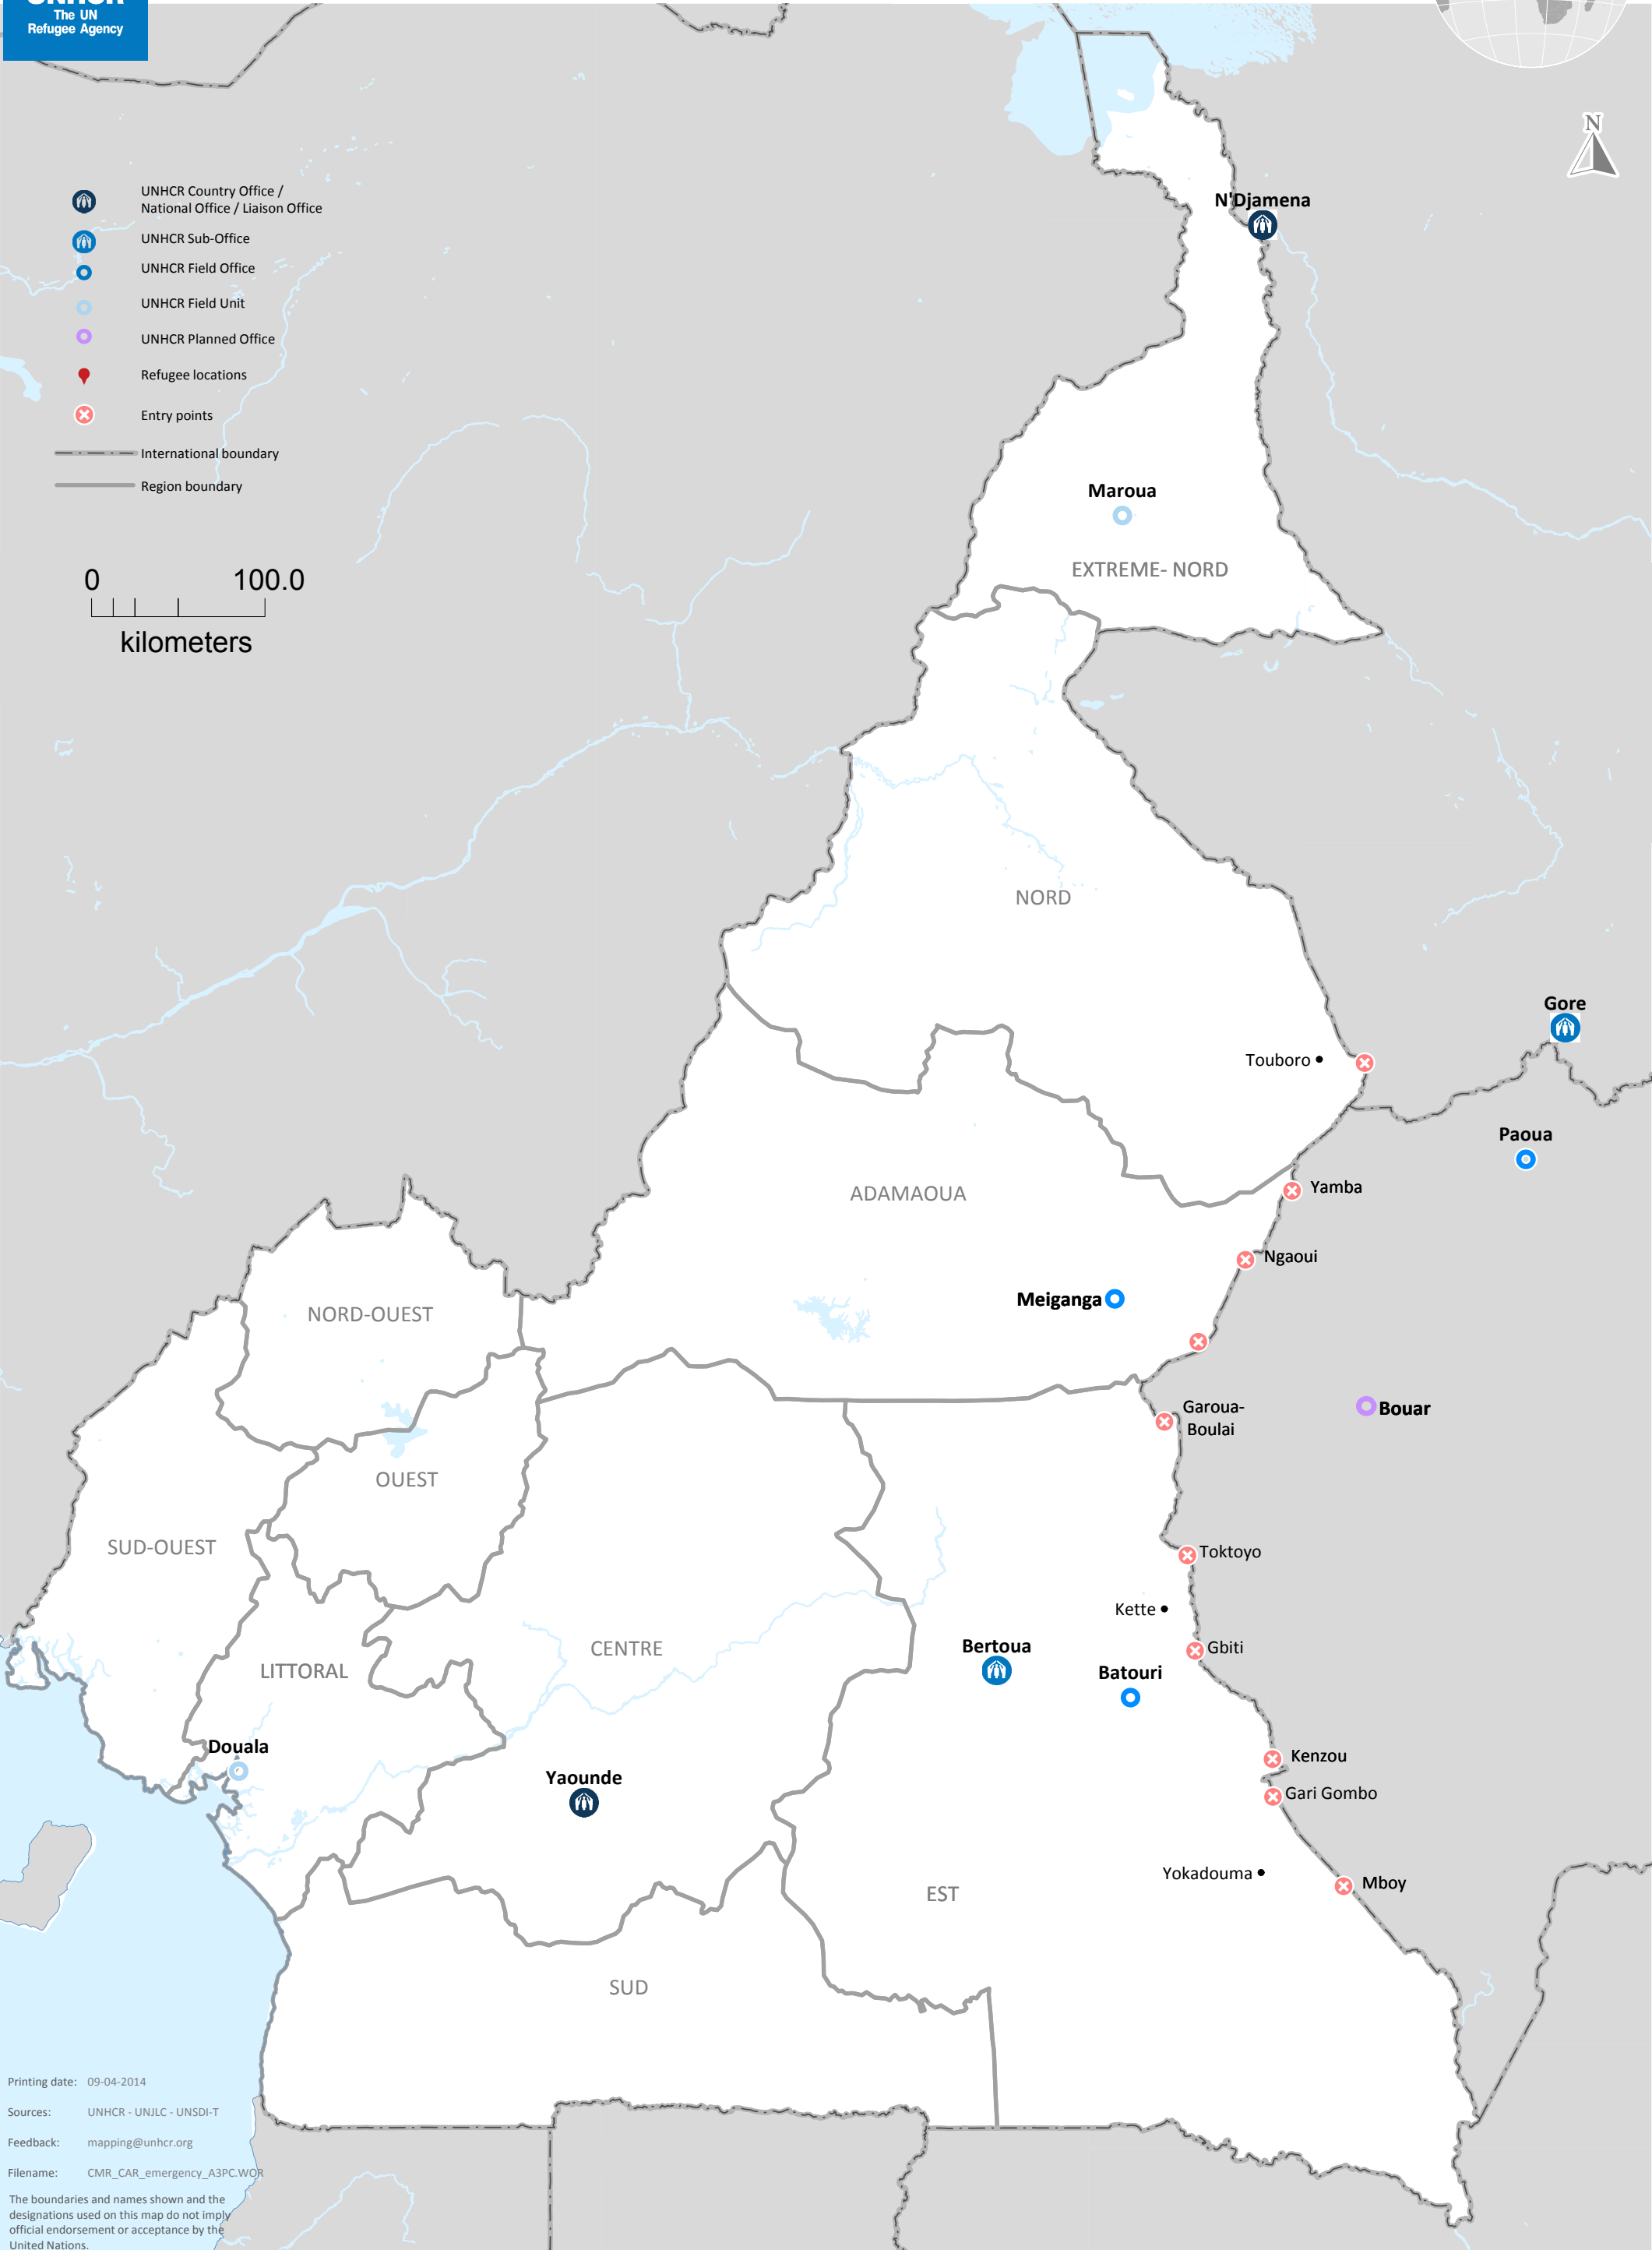 UNHCR
The UN
Refugee Agency
N
UNHCR Country Office /
National Office / Liaison Office
UNHCR Sub-Office
UNHCR Field Office
UNHCR Field Unit
UNHCR Planned Office
Refugee locations
Entry points
International boundary
Region boundary
0 100.0
kilometers
N'Djamena
Maroua
EXTREME- NORD
NORD
Gore
Touboro
Paoua
Yamba
ADAMAOUA
Ngaoui
Meiganga
NORD-OUEST
Garoua-
Boulai
Bouar
OUEST
SUD-OUEST
Toktoyo
Kette
Gbiti
CENTRE
Bertoua
LITTORAL
Batouri
Douala
Kenzou
Yaounde
Gari Gombo
Yokadouma
Mboy
EST
SUD
Printing date: 09-04-2014
Sources: UNHCR - UNJLC - UNSDI-T
Feedback: mapping@unhcr.org
Filename: CMR_CAR_emergency_A3PC.WOR
The boundaries and names shown and the
designations used on this map do not imply
official endorsement or acceptance by the
United Nations.